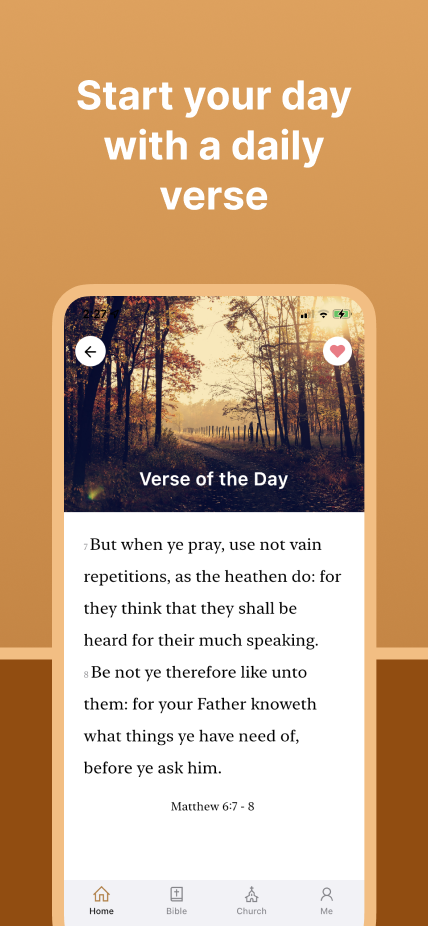 Start your day
with a daily
verse
2:27
Verse of the Day
7 But when ye pray, use not vain
repetitions, as the heathen do: for
they think that they shall be
heard for their much speaking.
8 Be not ye therefore like unto
them: for your Father knoweth
what things ye have need of,
before ye ask him.
Matthew 6:7 - 8
Home Bible Church Me